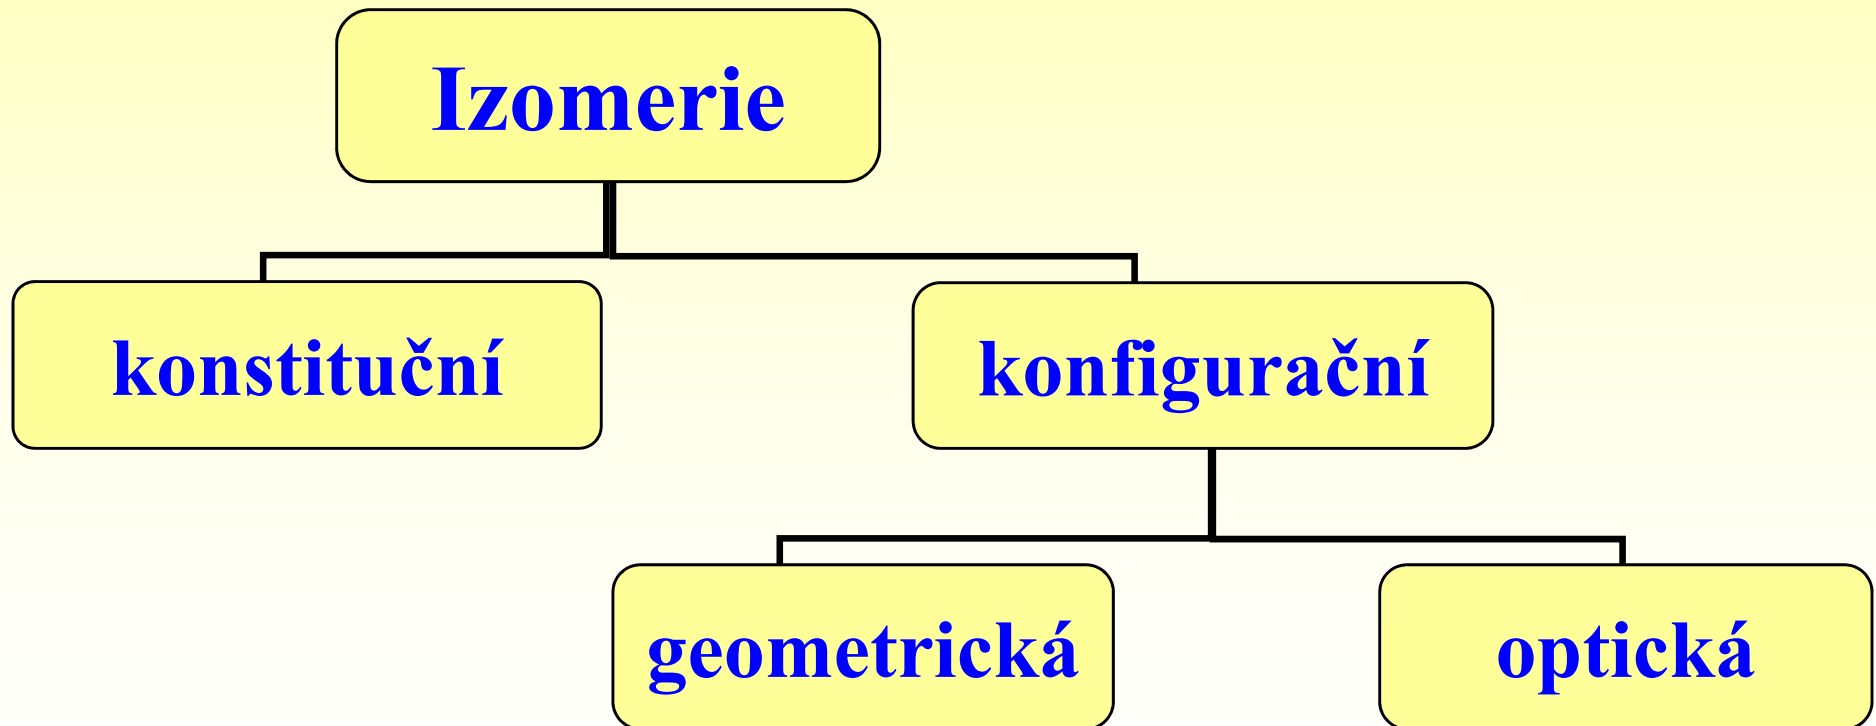 Izomerie
konstituční
konfigurační
geometrická
optická